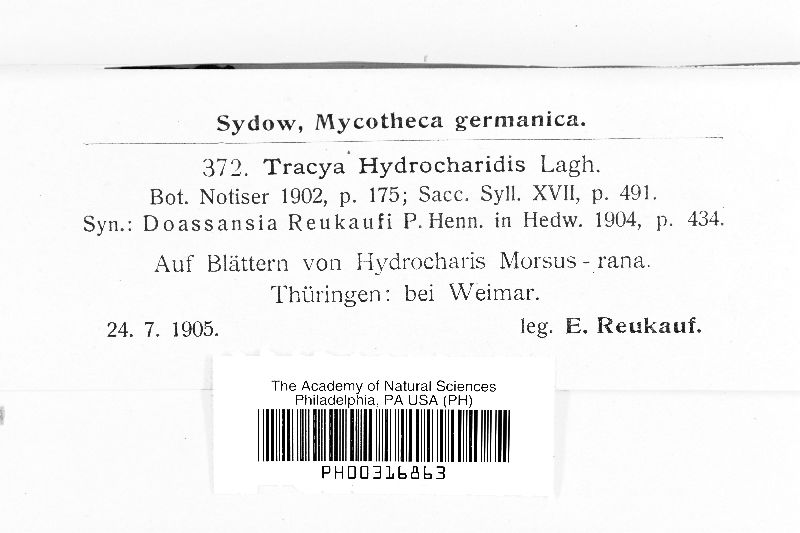 Sydow, Mycotheca germanica.
372. Tracya Hydrocharidis Lagh.
Bot. Notiser 1902, p. 175; Sacc. Syll. XVII, p. 491.
Syn.: Doassansia Reukaufi P. Henn. in Hedw. 1904, p. 434.
Auf Blättern von Hydrocharis Morsus-rana.
Thüringen: bei Weimar.
24. 7. 1905. leg. E. Reukauf.
The Academy of Natural Sciences
Philadelphia, PA USA (PH)
PH00316863